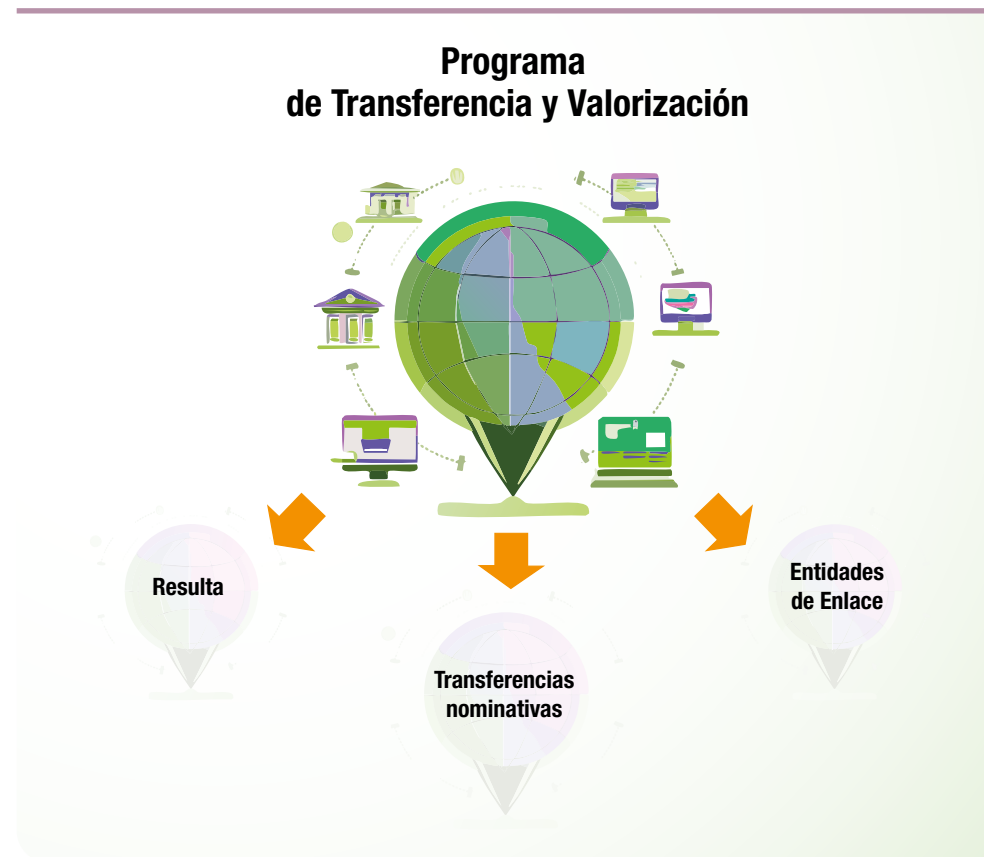 Programa
de Transferencia y Valorización
Resulta
Entidades
de Enlace
Transferencias
nominativas